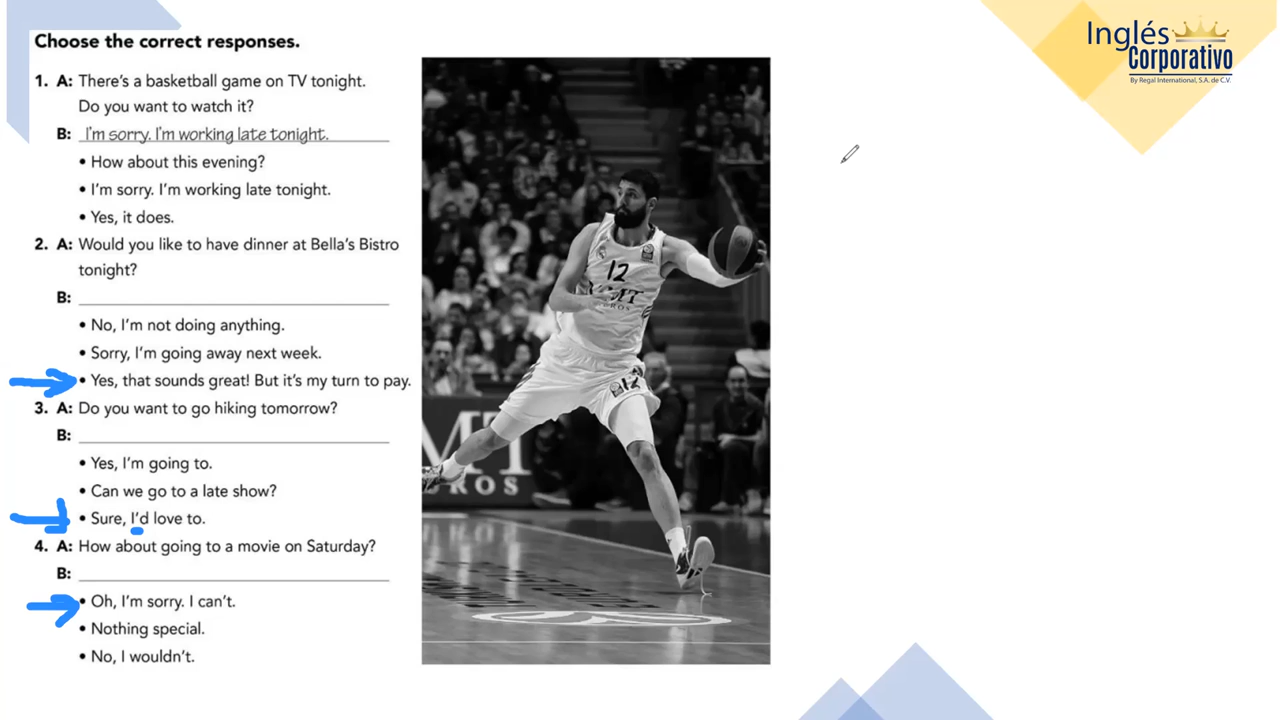 Choose the correct responses.
1. A: There's a basketball game on TV tonight.
Do you want to watch it?
B: I'm sorry. I'm working late tonight.
• How about this evening?
• I'm sorry. I'm working late tonight.
• Yes, it does.
2. A: Would you like to have dinner at Bella's Bistro
tonight?
B:
• No, I'm not doing anything.
• Sorry, I'm going away next week.
• Yes, that sounds great! But it's my turn to pay.
3. A: Do you want to go hiking tomorrow?
B:
• Yes, I'm going to.
• Can we go to a late show?
• Sure, I'd love to.
4. A: How about going to a movie on Saturday?
B:
• Oh, I'm sorry. I can't.
• Nothing special.
• No, I wouldn't.
Inglés
Corporativo
By Regal International, S.A. de C.V.
12
12
ROS